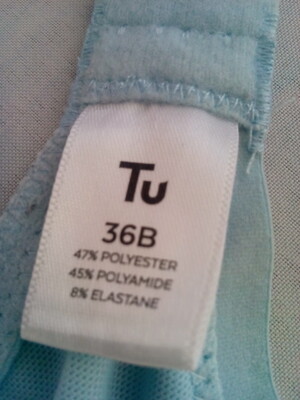 Tu
36B
47% POLYESTER
45% POLYAMIDE
8% ELASTANE